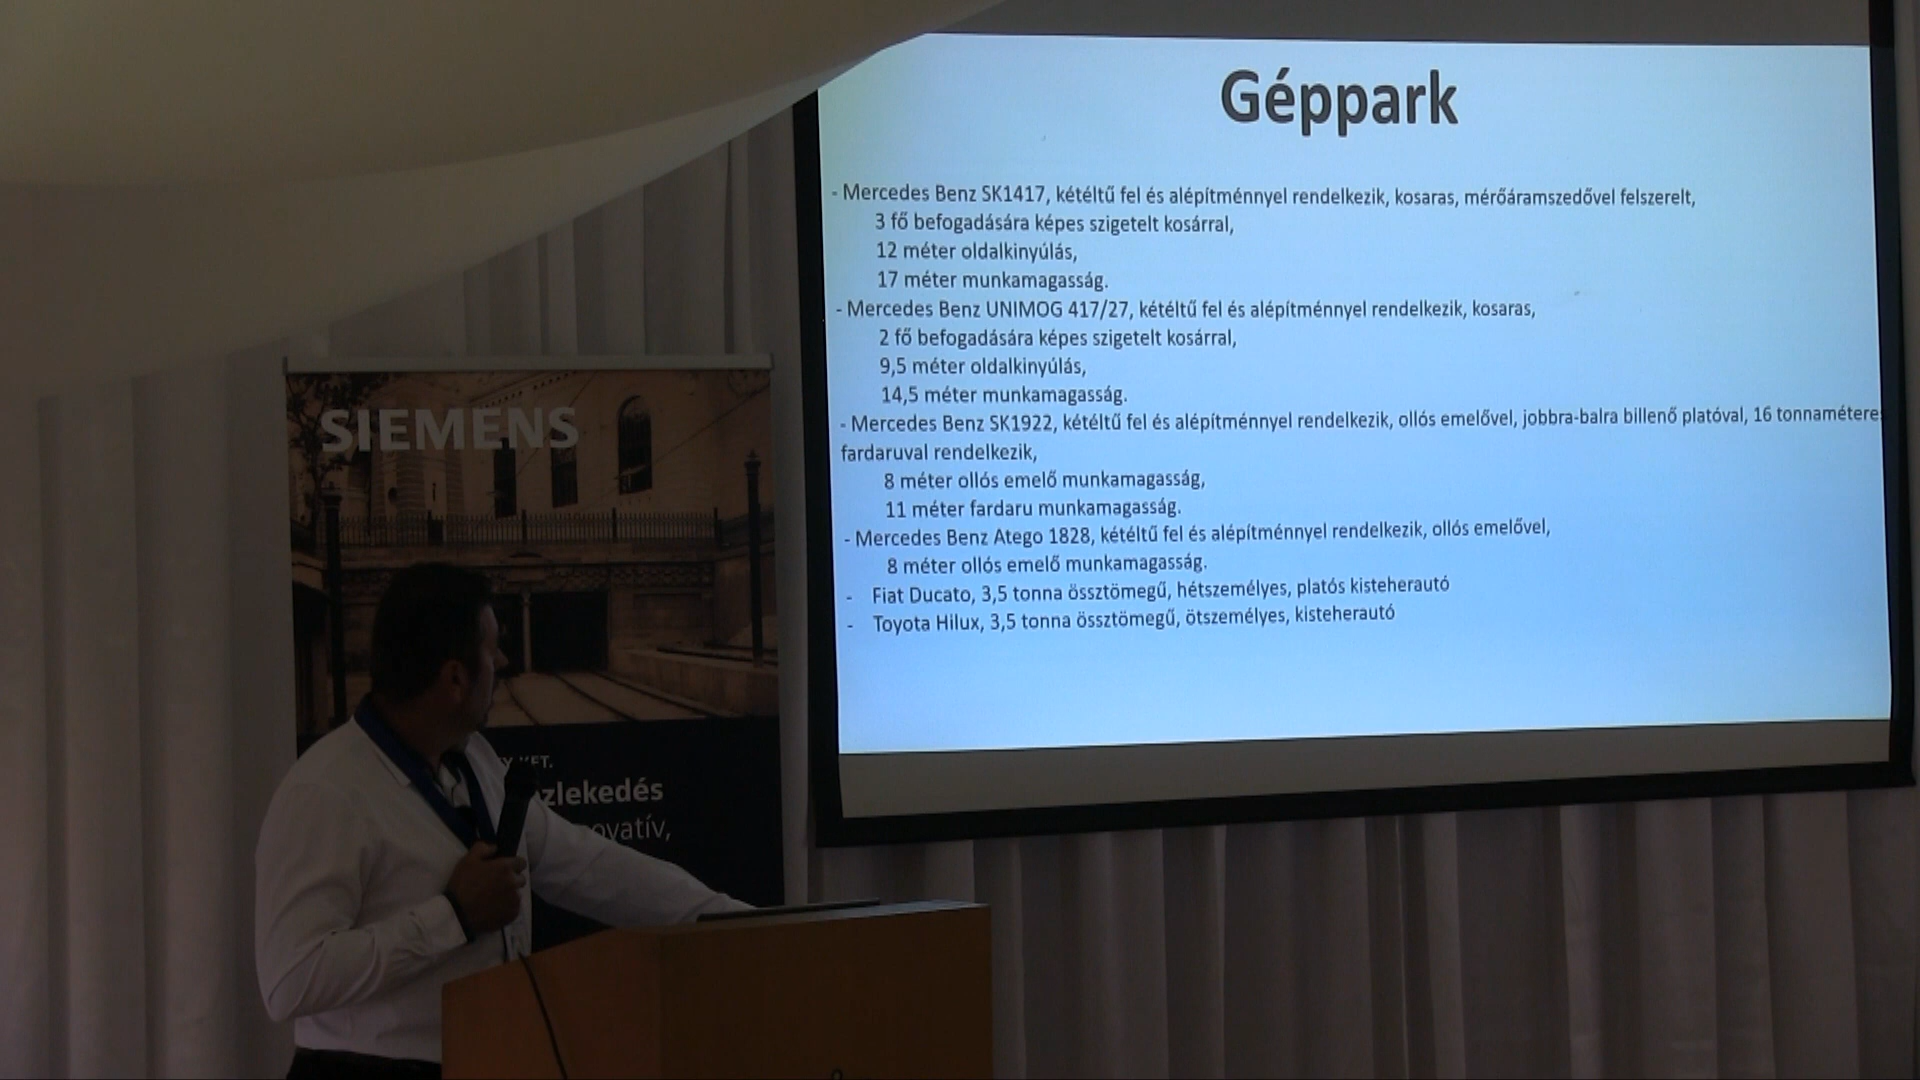 Géppark
- Mercedes Benz SK1417, kétéltű fel és alépítménnyel rendelkezik, kosaras, mérőáramszedővel felszerelt,
3 fő befogadására képes szigetelt kosárral,
12 méter oldalkinyúlás,
17 méter munkamagasság.
- Mercedes Benz UNIMOG 417/27, kétéltű fel és alépítménnyel rendelkezik, kosaras,
2 fő befogadására képes szigetelt kosárral,
9,5 méter oldalkinyúlás,
14,5 méter munkamagasság.
- Mercedes Benz SK1922, kétéltű fel és alépítménnyel rendelkezik, ollós emelővel, jobbra-balra billenő platóval, 16 tonnaméteres
fardaruval rendelkezik,
8 méter ollós emelő munkamagasság,
11 méter fardaru munkamagasság.
- Mercedes Benz Atego 1828, kétéltű fel és alépítménnyel rendelkezik, ollós emelővel,
8 méter ollós emelő munkamagasság.
- Fiat Ducato, 3,5 tonna össztömegű, hétszemélyes, platós kisteherautó
- Toyota Hilux, 3,5 tonna össztömegű, ötszemélyes, kisteherautó
SIEMENS
KFT.
zlekedés
ovatív,